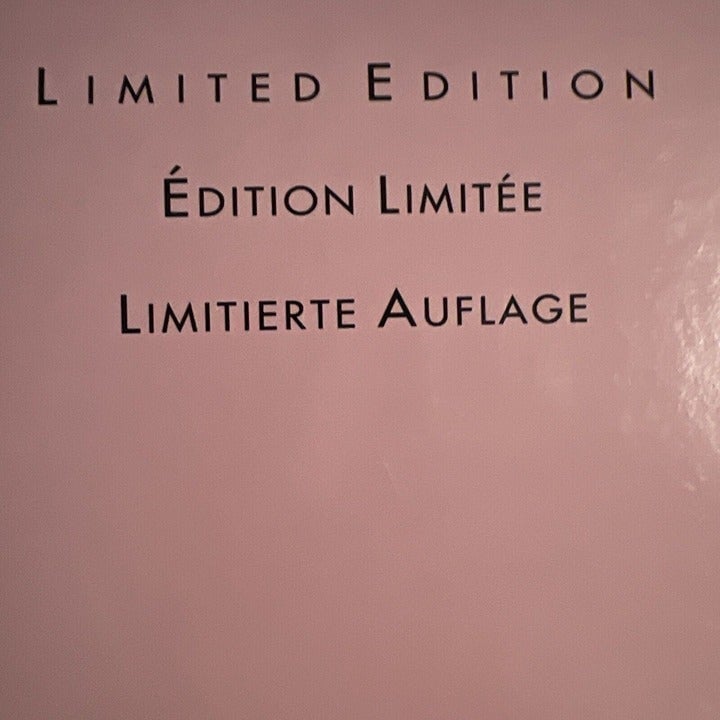 LIMITED EDITION
ÉDITION LIMITÉE
LIMITIERTE AUFLAGE